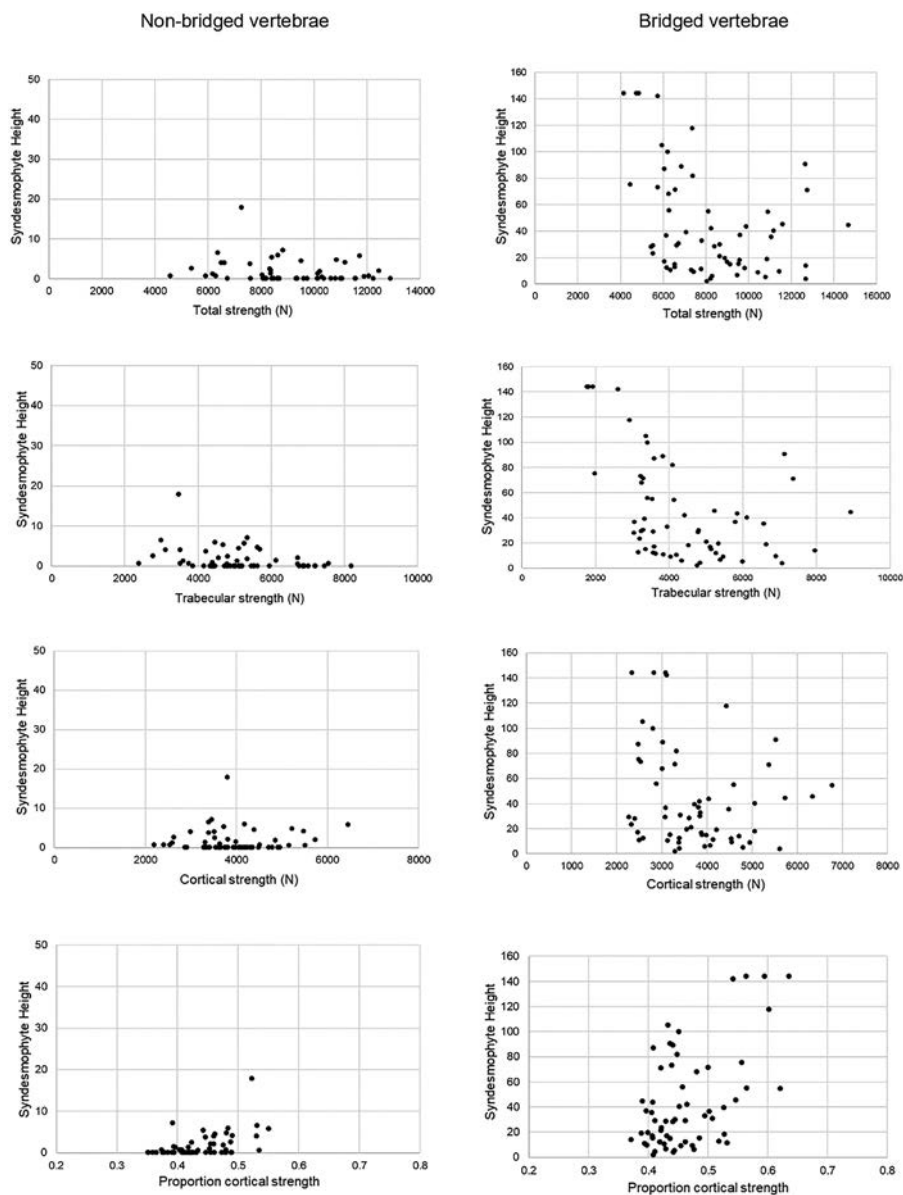 Non-bridged vertebrae
Bridged vertebrae
50
40
30
20
10
0
Syndesmophyte Height
0 2000 4000 6000 8000 10000 12000 14000
Total strength (N)
160
140
120
100
80
60
40
20
0
Syndesmophyte Height
0 2000 4000 6000 8000 10000 12000 14000 16000
Total strength (N)
50
40
30
20
10
0
Syndesmophyte Height
0 2000 4000 6000 8000 10000
Trabecular strength (N)
160
140
120
100
80
60
40
20
0
Syndesmophyte Height
0 2000 4000 6000 8000 10000
Trabecular strength (N)
50
40
30
20
10
0
Syndesmophyte Height
0 2000 4000 6000 8000
Cortical strength (N)
160
140
120
100
80
60
40
20
0
Syndesmophyte Height
0 1000 2000 3000 4000 5000 6000 7000 8000
Cortical strength (N)
50
40
30
20
10
0
Syndesmophyte Height
0.2 0.3 0.4 0.5 0.6 0.7 0.8
Proportion cortical strength
160
140
120
100
80
60
40
20
0
Syndesmophyte Height
0.2 0.3 0.4 0.5 0.6 0.7 0.8
Proportion cortical strength